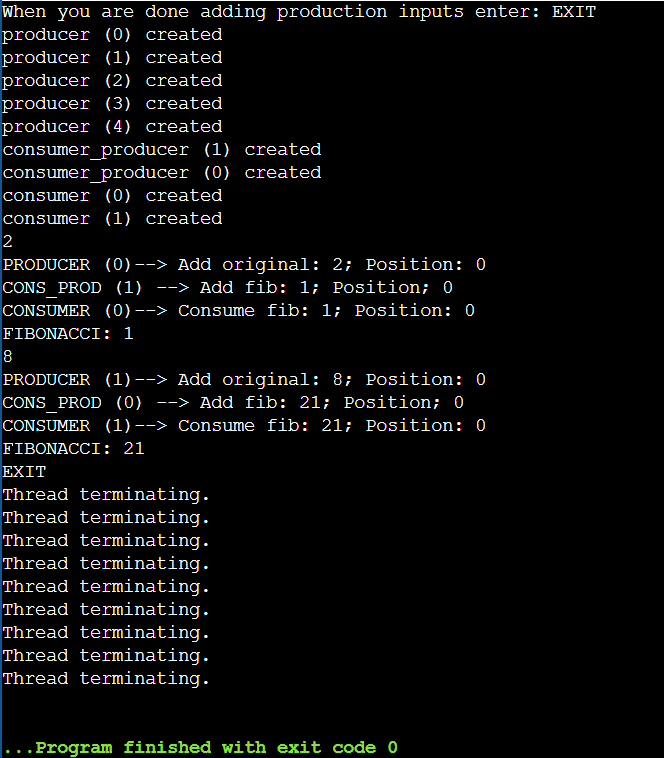 When you are done adding production inputs enter: EXIT
producer (0) created
producer (1) created
producer (2) created
producer (3) created
producer (4) created
consumer_producer (1) created
consumer_producer (0) created
consumer (0) created
consumer (1) created
2
PRODUCER (0)--> Add original: 2; Position: 0
CONS_PROD (1) --> Add fib: 1; Position; 0
CONSUMER (0)--> Consume fib: 1; Position: 0
FIBONACCI: 1
8
PRODUCER (1)--> Add original: 8; Position: 0
CONS_PROD (0) --> Add fib: 21; Position; 0
CONSUMER (1)--> Consume fib: 21; Position: 0
FIBONACCI: 21
EXIT
Thread terminating.
Thread terminating.
Thread terminating.
Thread terminating.
Thread terminating.
Thread terminating.
Thread terminating.
Thread terminating.
Thread terminating.
...Program finished with exit code 0